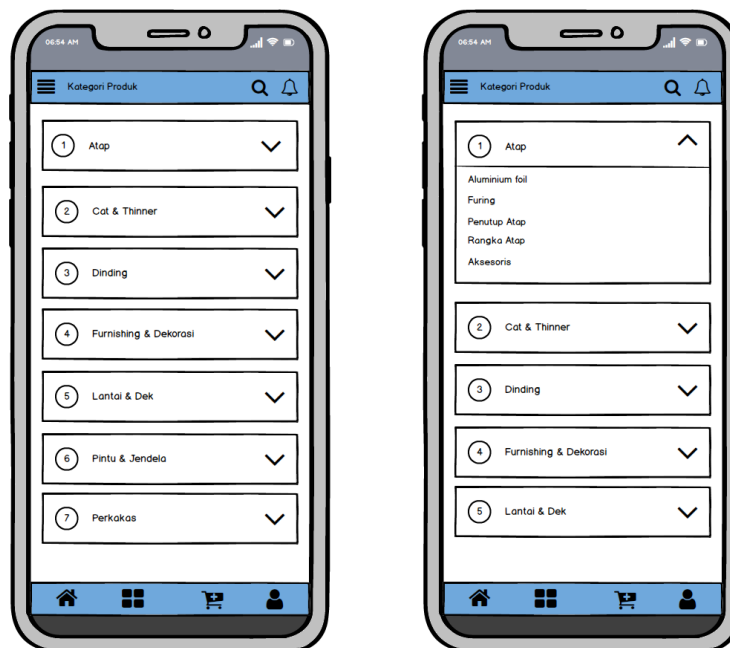 06:54 AM
Kategori Produk
1 Atap
2 Cat & Thinner
3 Dinding
4 Furnishing & Dekorasi
5 Lantai & Dek
6 Pintu & Jendela
7 Perkakas
06:54 AM
Kategori Produk
1 Atap
Aluminium foil
Furing
Penutup Atap
Rangka Atap
Aksesoris
2 Cat & Thinner
3 Dinding
4 Furnishing & Dekorasi
5 Lantai & Dek